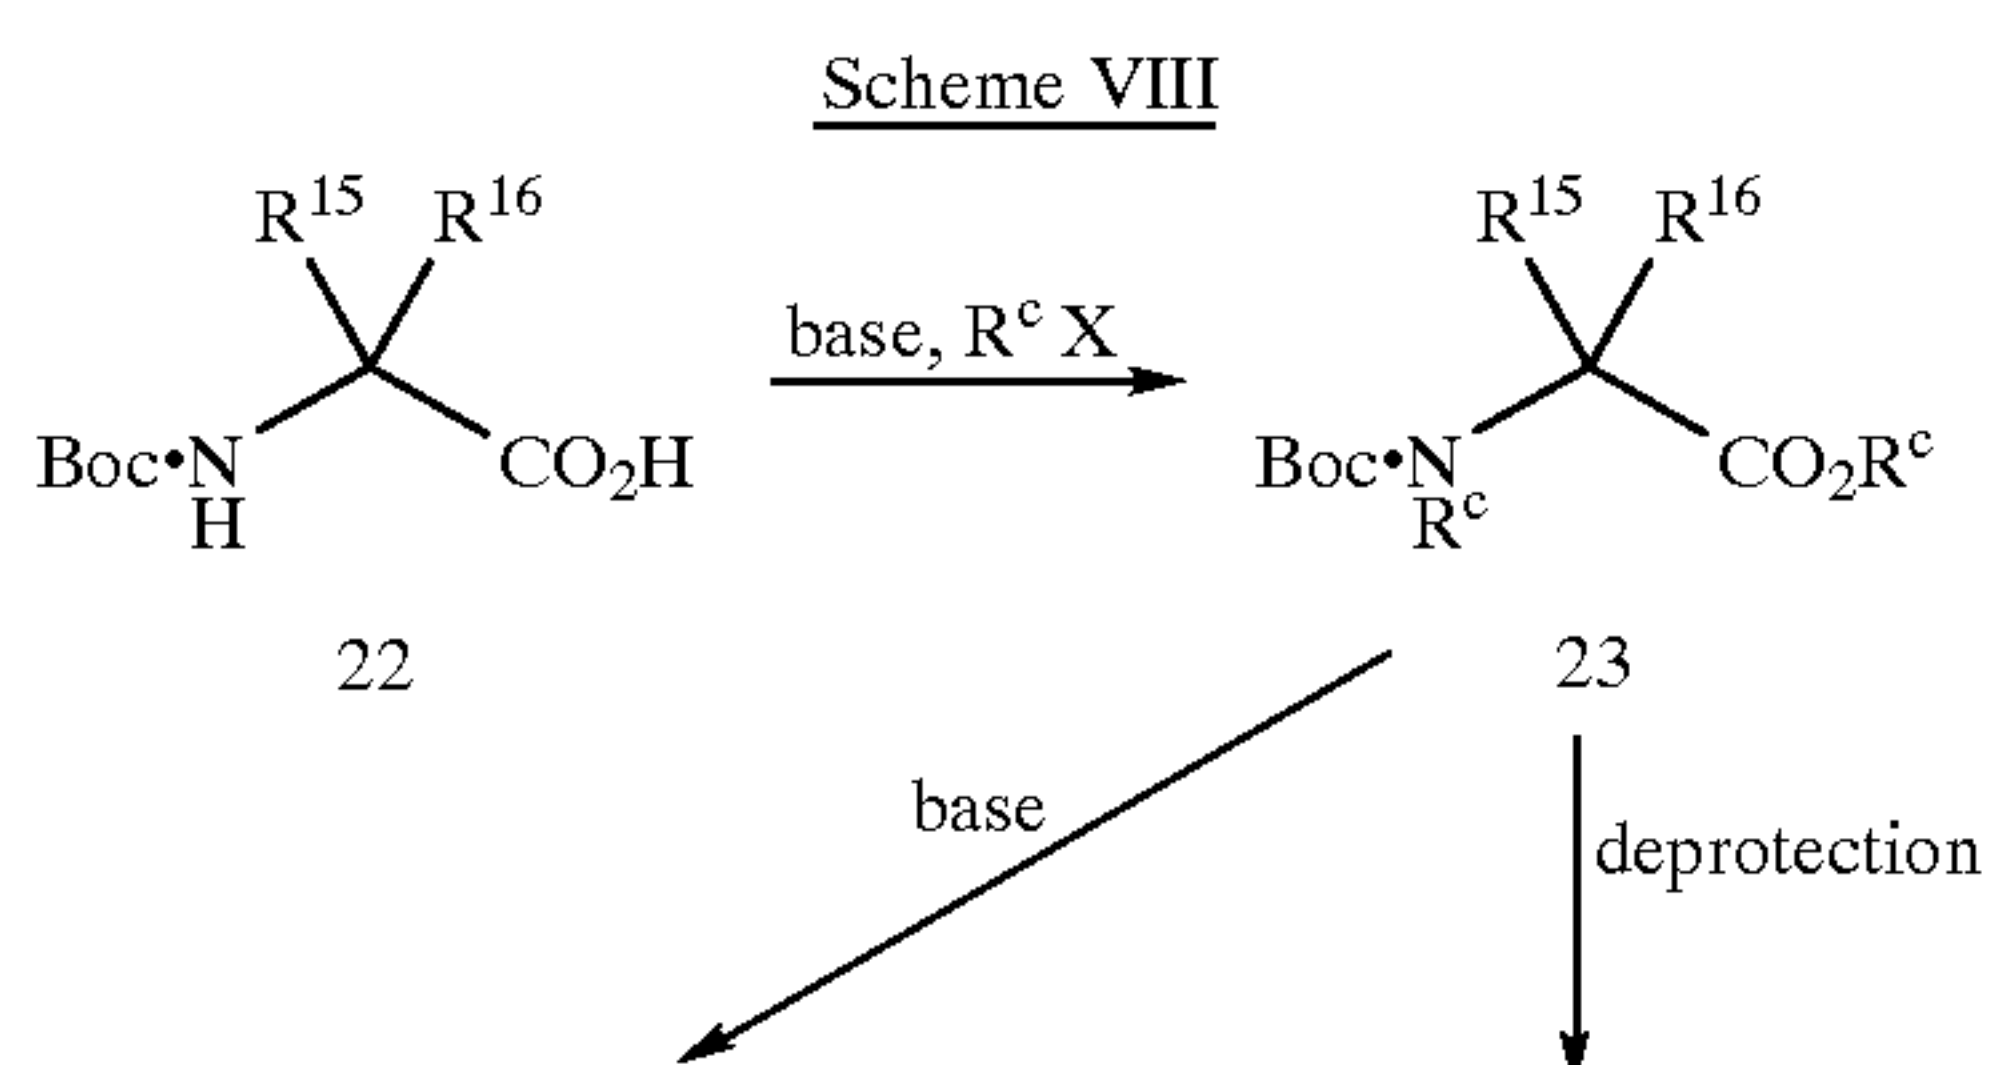 Scheme VIII
R¹⁵ R¹⁶
R¹⁵ R¹⁶
base, Rᶜ X
Boc•N CO₂H
H
Boc•N CO₂Rᶜ
Rᶜ
22
23
base
deprotection